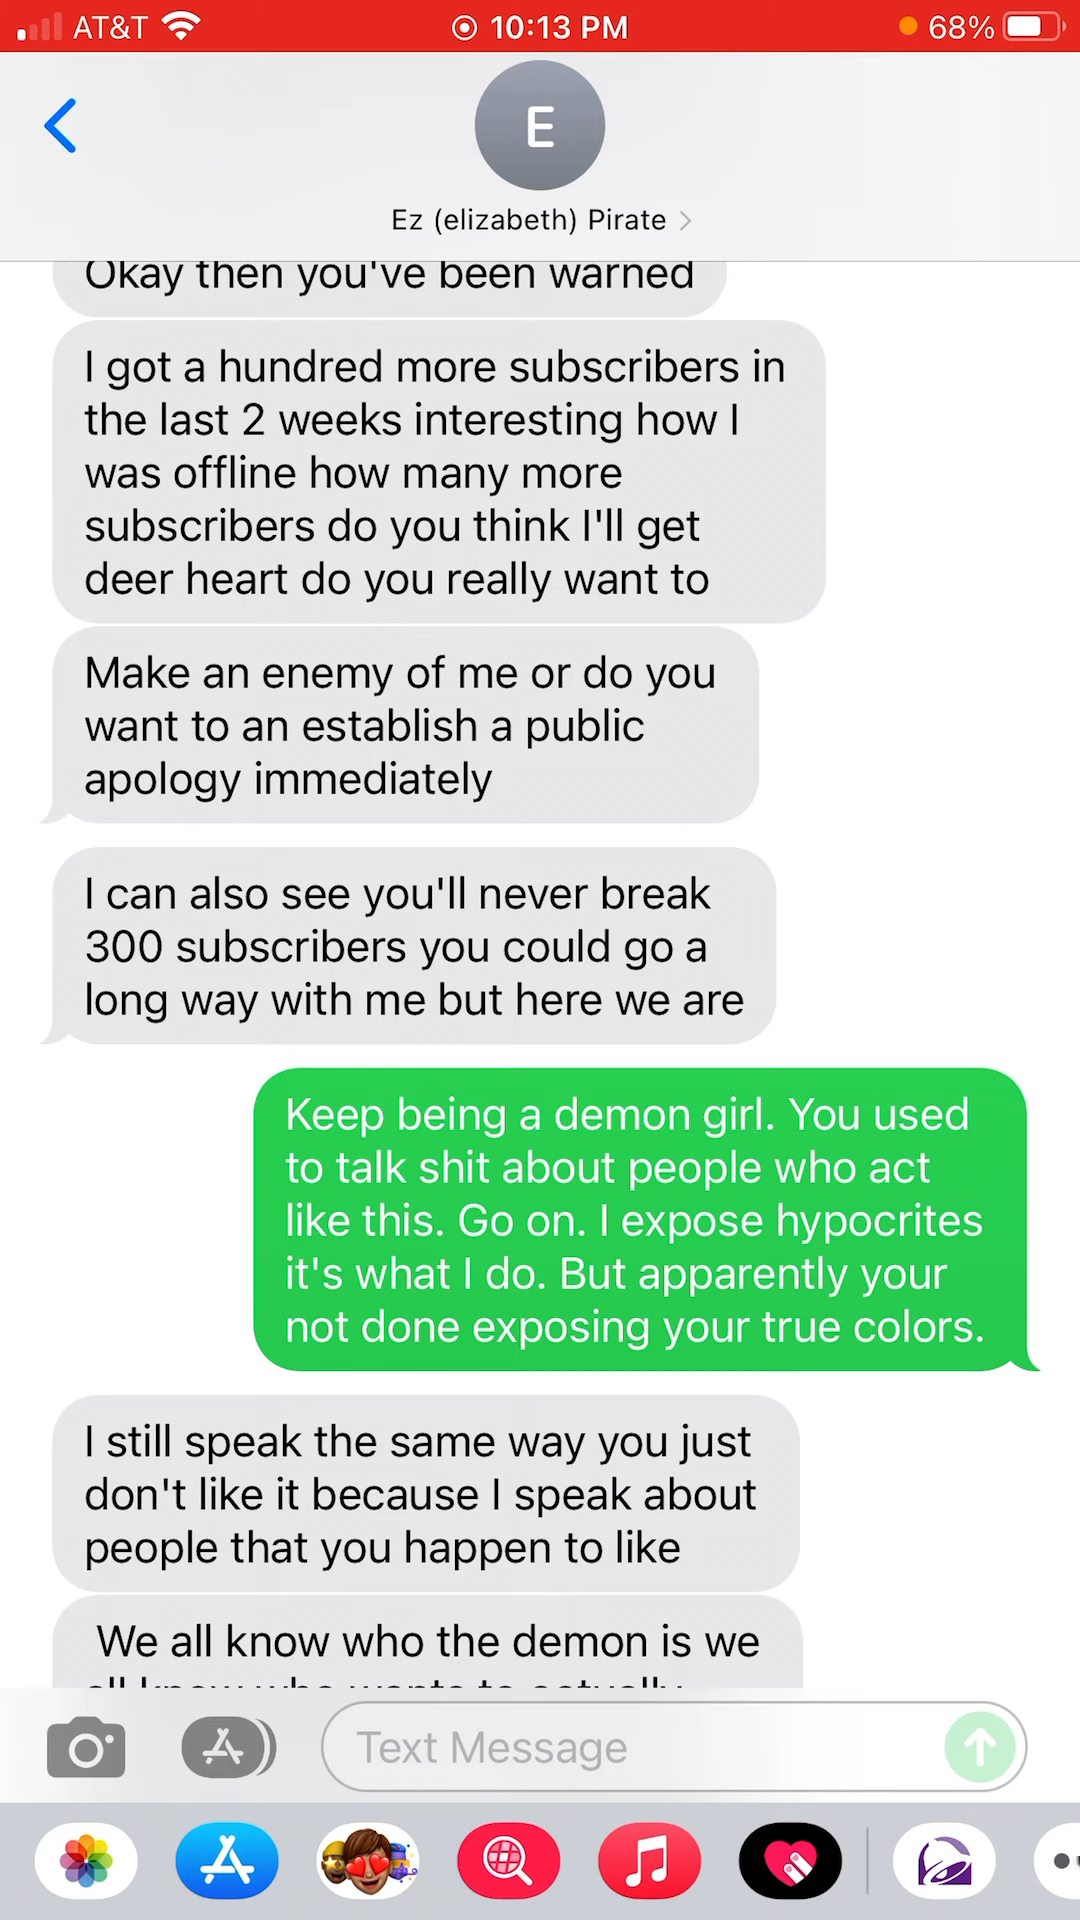 AT&T 10:13 PM 68%
E
Ez (elizabeth) Pirate
Okay then you've been warned
I got a hundred more subscribers in
the last 2 weeks interesting how I
was offline how many more
subscribers do you think I'll get
deer heart do you really want to
Make an enemy of me or do you
want to an establish a public
apology immediately
I can also see you'll never break
300 subscribers you could go a
long way with me but here we are
Keep being a demon girl. You used
to talk shit about people who act
like this. Go on. I expose hypocrites
it's what I do. But apparently your
not done exposing your true colors.
I still speak the same way you just
don't like it because I speak about
people that you happen to like
We all know who the demon is we
all know who wants to actually
Text Message